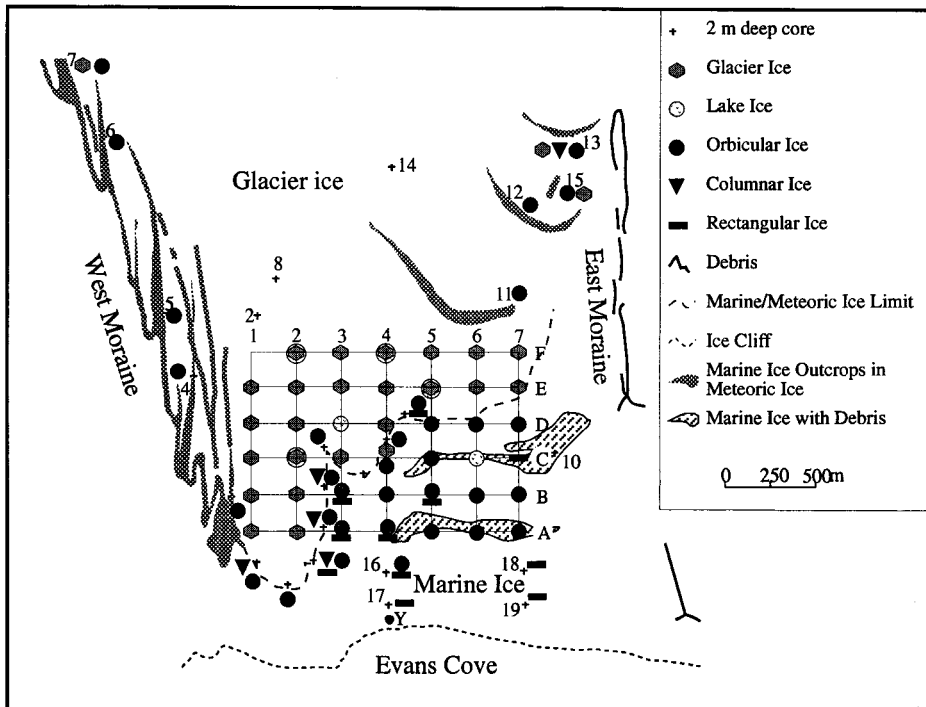 7
6
5
4
2
1 2 3 4 5 6 7
F
E
D
C
B
A
8
14
13
15
12
11
10
16
17
18
19
Y
Glacier ice
West Moraine
East Moraine
Marine Ice
Evans Cove
2 m deep core
Glacier Ice
Lake Ice
Orbicular Ice
Columnar Ice
Rectangular Ice
Debris
Marine/Meteoric Ice Limit
Ice Cliff
Marine Ice Outcrops in
Meteoric Ice
Marine Ice with Debris
0 250 500m